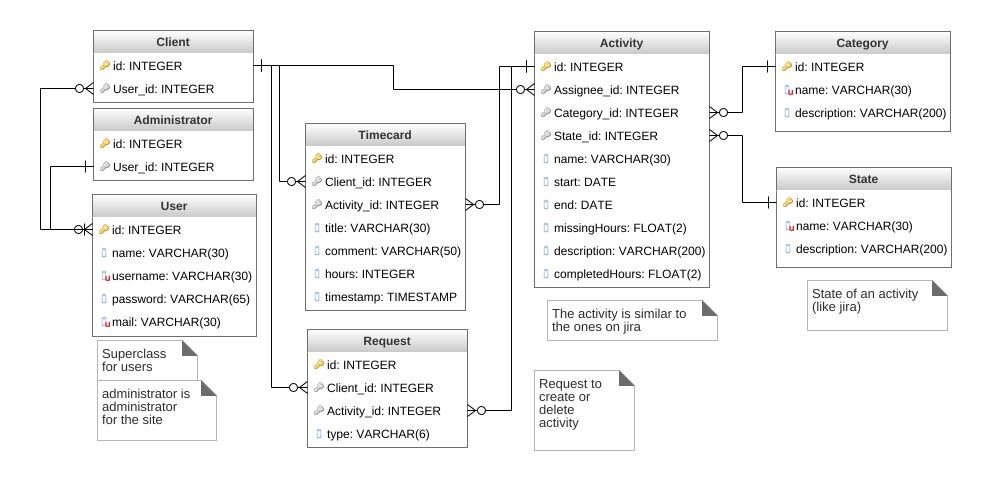 Client
id: INTEGER
User_id: INTEGER
Administrator
id: INTEGER
User_id: INTEGER
User
id: INTEGER
name: VARCHAR(30)
username: VARCHAR(30)
password: VARCHAR(65)
mail: VARCHAR(30)
Superclass
for users
administrator is
administrator
for the site
Timecard
id: INTEGER
Client_id: INTEGER
Activity_id: INTEGER
title: VARCHAR(30)
comment: VARCHAR(50)
hours: INTEGER
timestamp: TIMESTAMP
Request
id: INTEGER
Client_id: INTEGER
Activity_id: INTEGER
type: VARCHAR(6)
Activity
id: INTEGER
Assignee_id: INTEGER
Category_id: INTEGER
State_id: INTEGER
name: VARCHAR(30)
start: DATE
end: DATE
missingHours: FLOAT(2)
description: VARCHAR(200)
completedHours: FLOAT(2)
The activity is similar to
the ones on jira
Request to
create or
delete
activity
Category
id: INTEGER
name: VARCHAR(30)
description: VARCHAR(200)
State
id: INTEGER
name: VARCHAR(30)
description: VARCHAR(200)
State of an activity
(like jira)